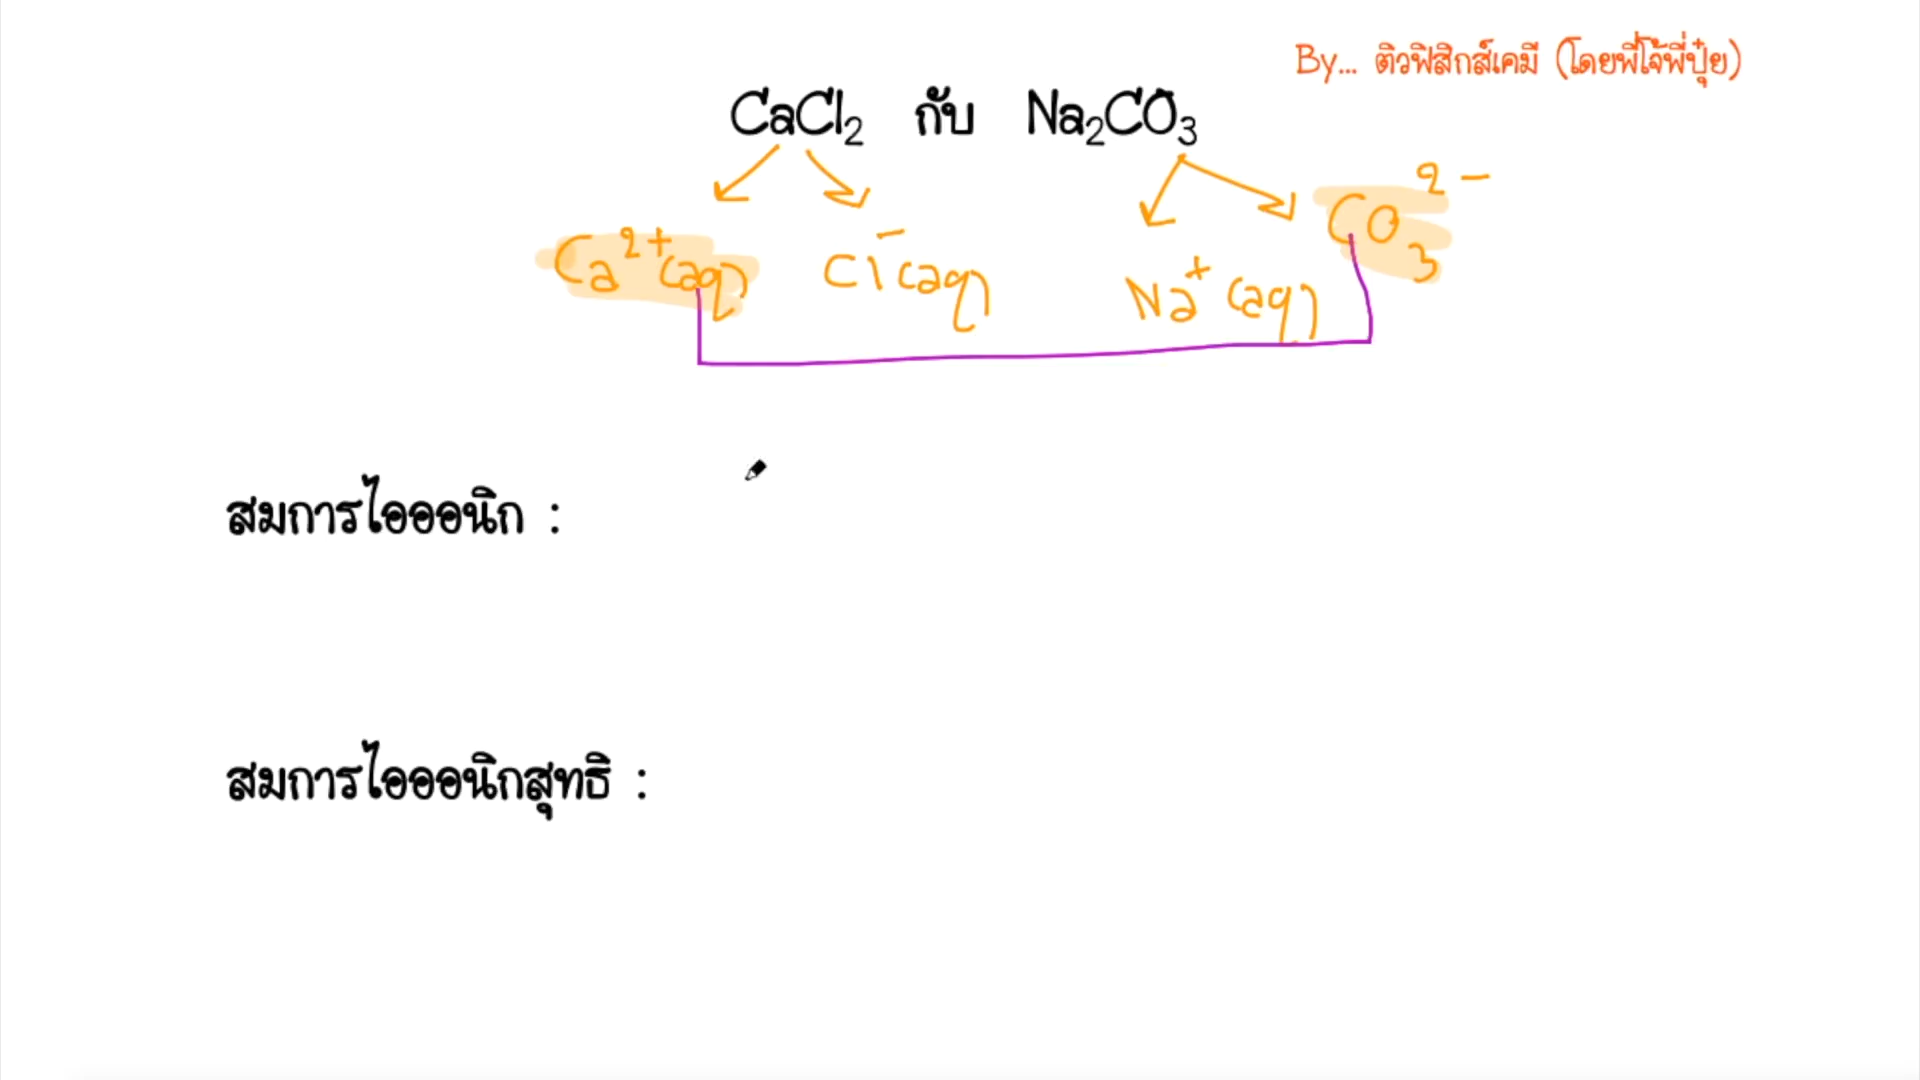 By... ติวฟิสิกส์เคมี (โดยพี่โจ้พี่ปุ๋ย)
CaCl₂ กับ Na₂CO₃
Ca²⁺(aq) Cl⁻(aq) Na⁺(aq) CO₃²⁻
สมการไอออนิก :
สมการไอออนิกสุทธิ :